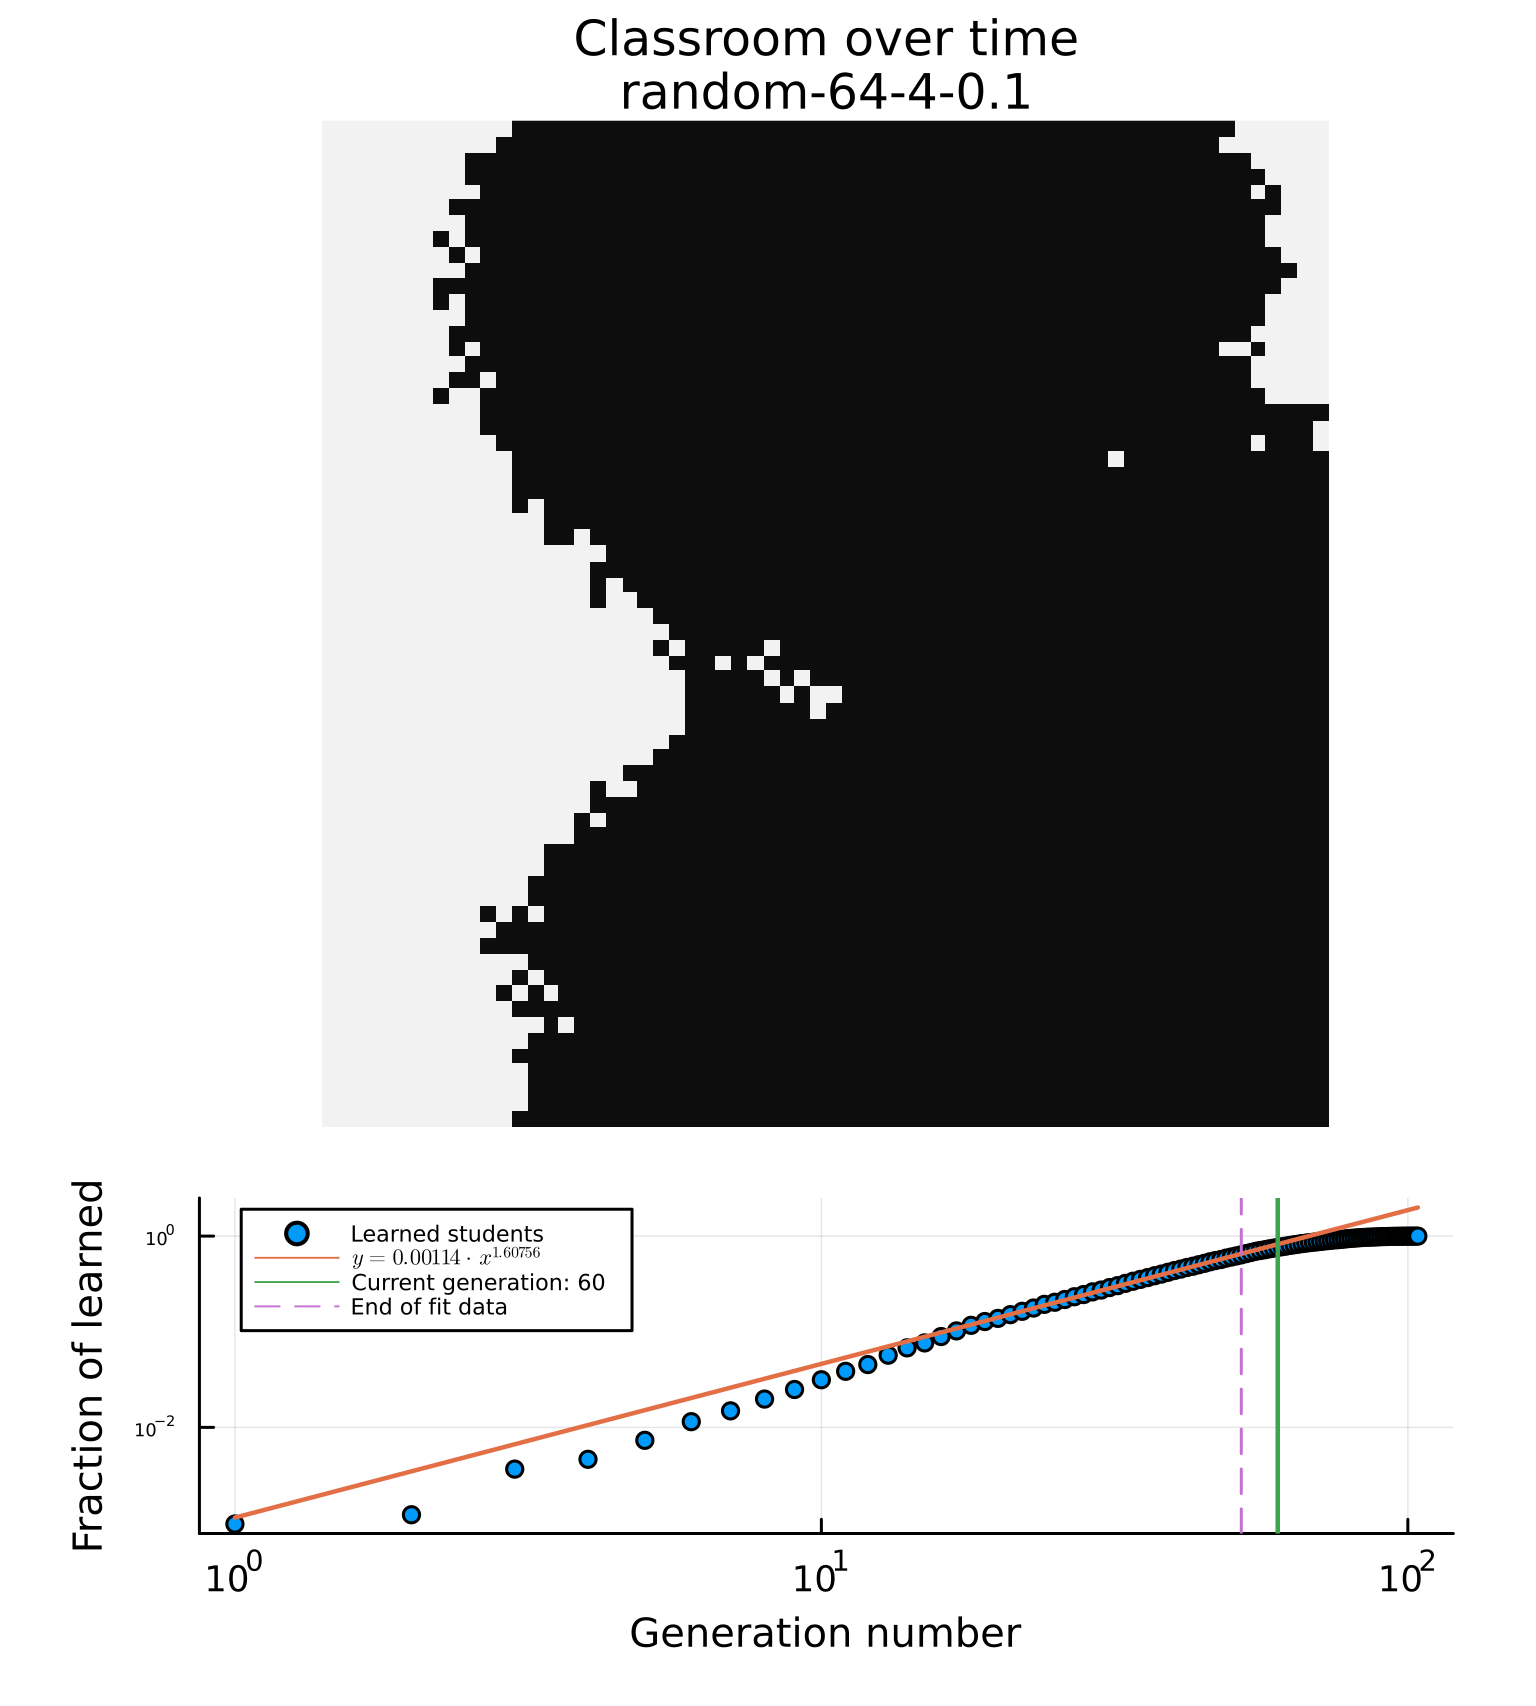 Classroom over time
random-64-4-0.1
Fraction of learned
10^0
10^-2
Learned students
y = 0.00114 · x^1.60756
Current generation: 60
End of fit data
10^0 10^1 10^2
Generation number